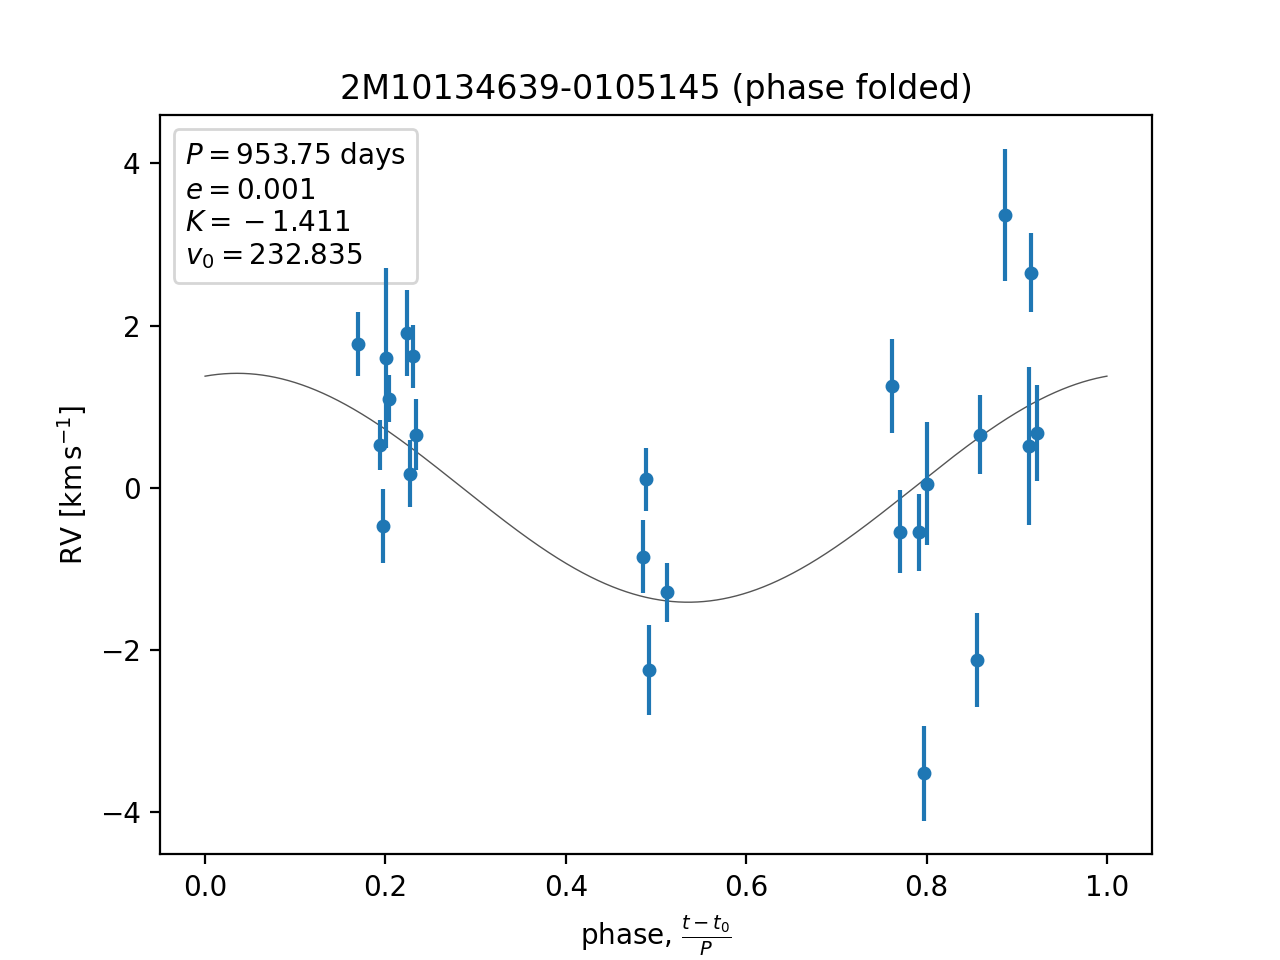 2M10134639-0105145 (phase folded)
P = 953.75 days
e = 0.001
K = −1.411
v₀ = 232.835
4
2
0
−2
−4
RV [km s⁻¹]
0.0 0.2 0.4 0.6 0.8 1.0
phase, (t − t₀)/P